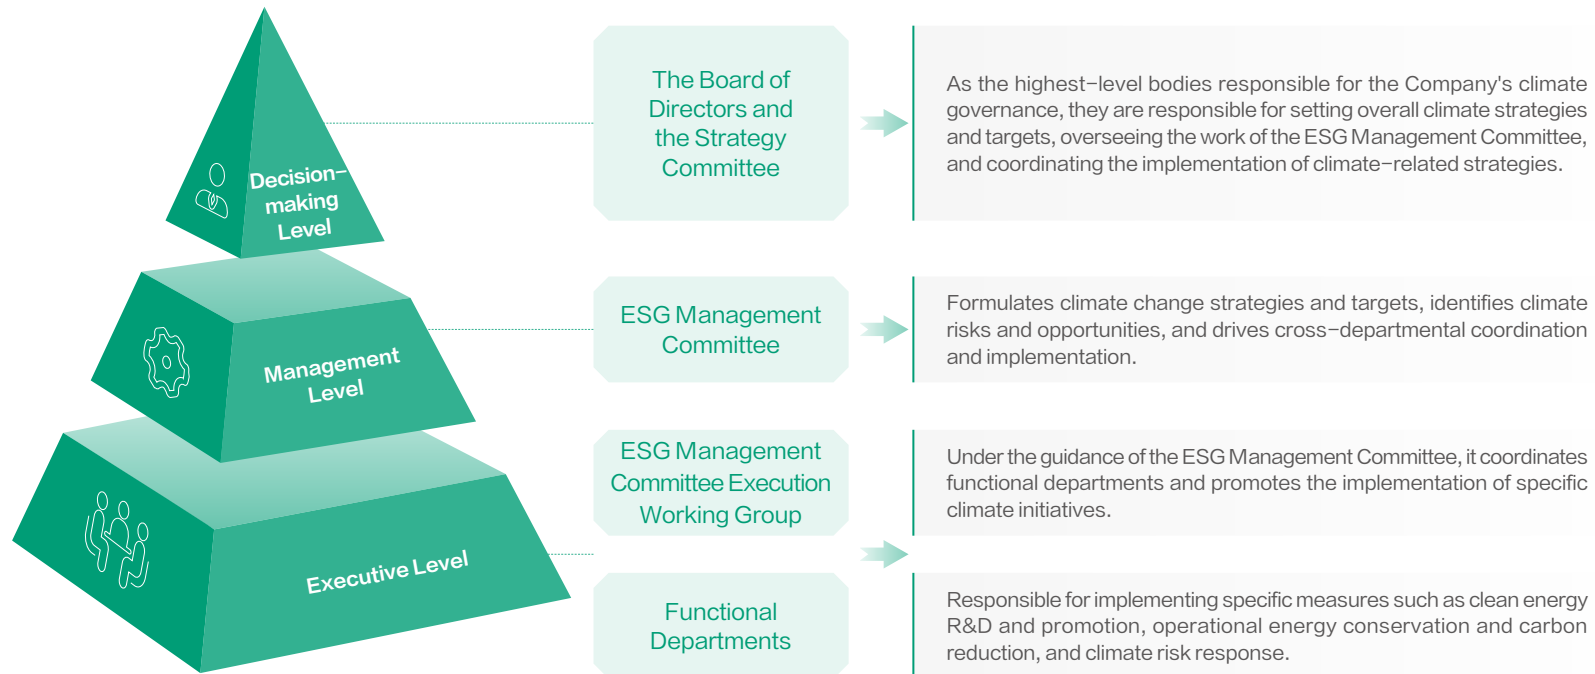 Decision-
making
Level
The Board of
Directors and
the Strategy
Committee
As the highest-level bodies responsible for the Company's climate
governance, they are responsible for setting overall climate strategies
and targets, overseeing the work of the ESG Management Committee,
and coordinating the implementation of climate-related strategies.
Management
Level
ESG Management
Committee
Formulates climate change strategies and targets, identifies climate
risks and opportunities, and drives cross-departmental coordination
and implementation.
Executive Level
ESG Management
Committee Execution
Working Group
Under the guidance of the ESG Management Committee, it coordinates
functional departments and promotes the implementation of specific
climate initiatives.
Functional
Departments
Responsible for implementing specific measures such as clean energy
R&D and promotion, operational energy conservation and carbon
reduction, and climate risk response.